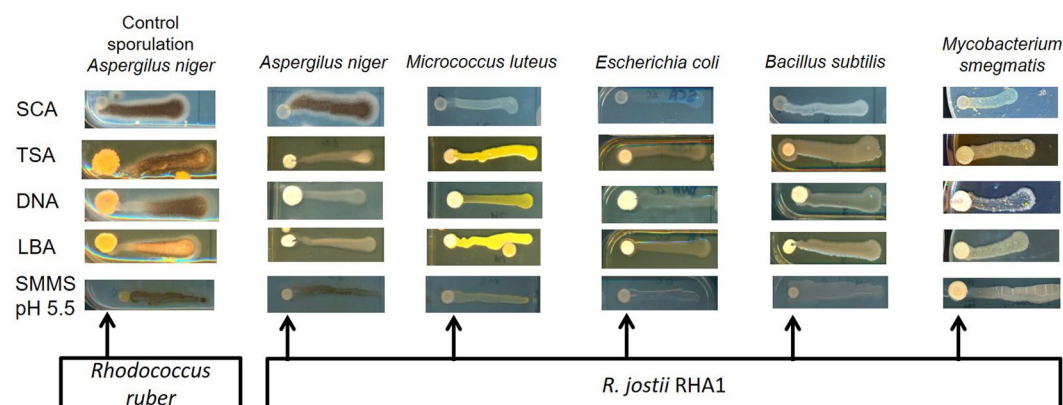 Control
sporulation
Aspergilus niger
Aspergilus niger
Micrococcus luteus
Escherichia coli
Bacillus subtilis
Mycobacterium
smegmatis
SCA
TSA
DNA
LBA
SMMS
pH 5.5
Rhodococcus
ruber
R. jostii RHA1